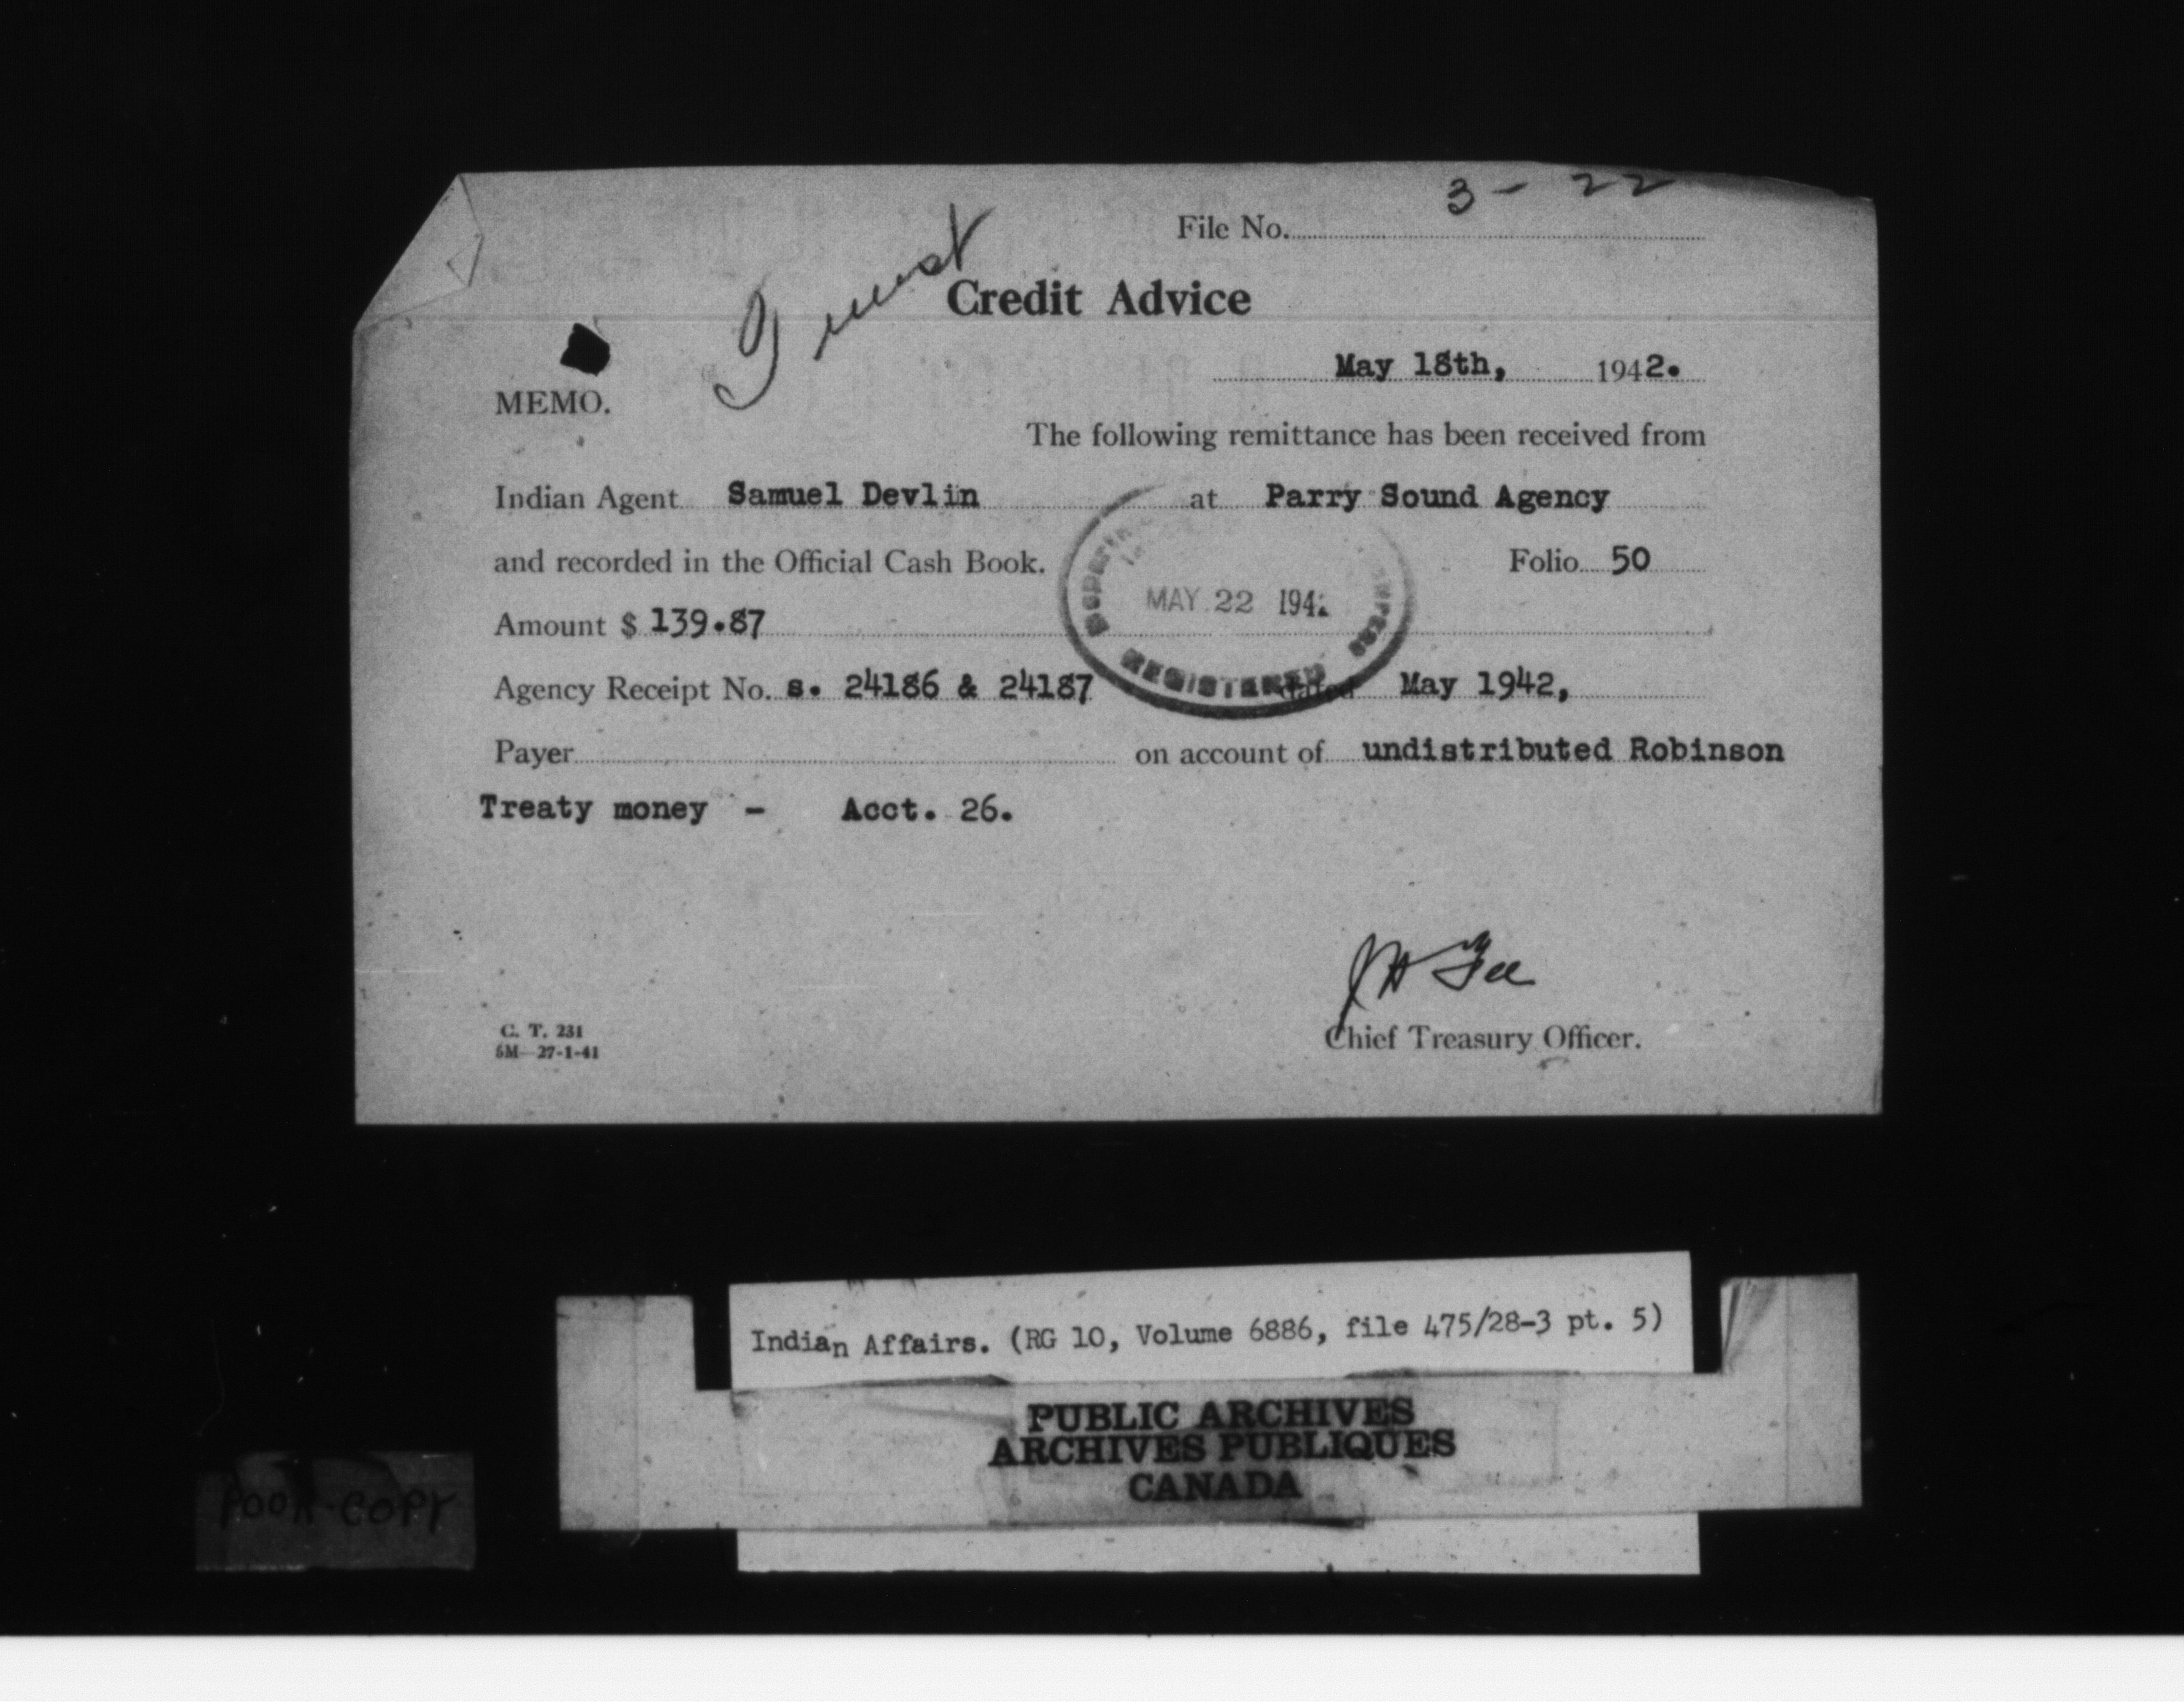 3 - 22
File No.
Trust
Credit Advice
May 18th, 1942.
MEMO.
The following remittance has been received from
Indian Agent Samuel Devlin at Parry Sound Agency
and recorded in the Official Cash Book. Folio 50
Amount $ 139.87
MAY 22 194
REGISTERED
Agency Receipt No. s. 24186 & 24187 dated May 1942,
Payer on account of undistributed Robinson
Treaty money - Acct. 26.
Chief Treasury Officer.
C. T. 231
5M—27-1-41
Indian Affairs. (RG 10, Volume 6886, file 475/28-3 pt. 5)
PUBLIC ARCHIVES
ARCHIVES PUBLIQUES
CANADA
POOR COPY